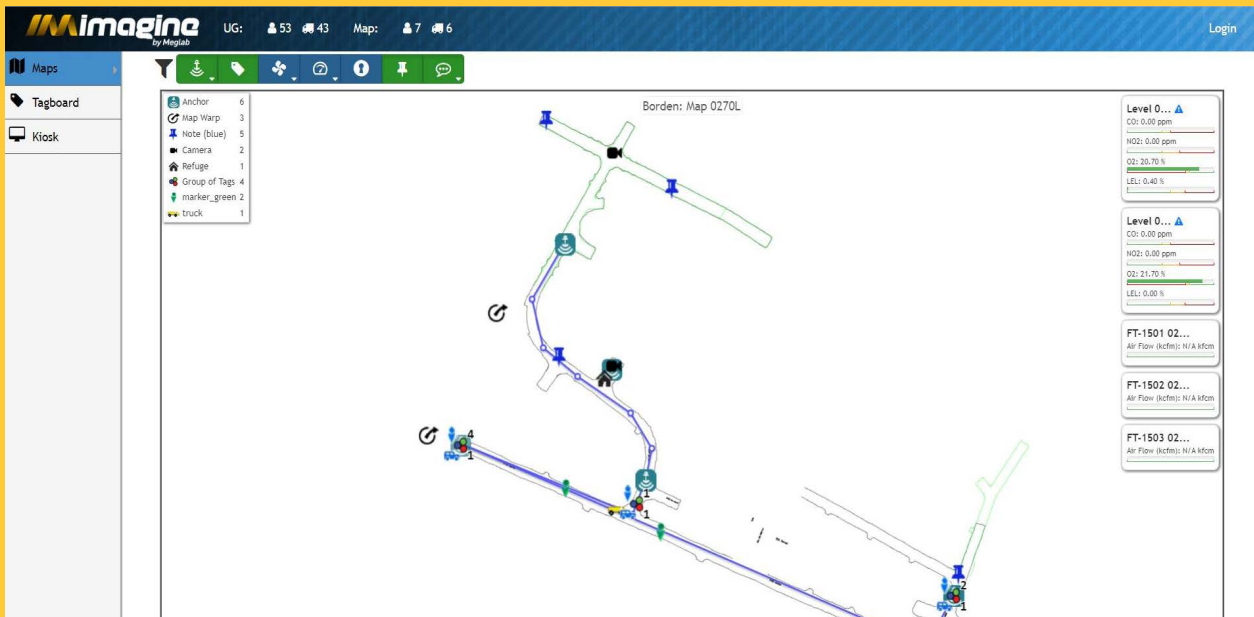 imagine
by Meglab
UG: 53 43 Map: 7 6
Login
Maps
Tagboard
Kiosk
Borden: Map 0270L
Anchor 6
Map Warp 3
Note (blue) 5
Camera 2
Refuge 1
Group of Tags 4
marker_green 2
truck 1
Level 0...
CO: 0.00 ppm
NO2: 0.00 ppm
O2: 20.70 %
LEL: 0.40 %
Level 0...
CO: 0.00 ppm
NO2: 0.00 ppm
O2: 21.70 %
LEL: 0.00 %
FT-1501 02...
Air Flow (kcfm): N/A kfcm
FT-1502 02...
Air Flow (kcfm): N/A kfcm
FT-1503 02...
Air Flow (kcfm): N/A kfcm
4
1
1
1
2
1